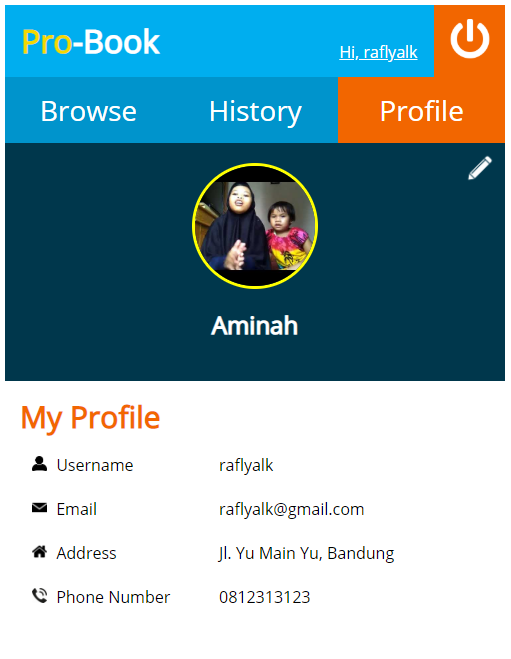 Pro-Book
Hi, raflyalk
Browse History Profile
Aminah
My Profile
Username raflyalk
Email raflyalk@gmail.com
Address Jl. Yu Main Yu, Bandung
Phone Number 0812313123